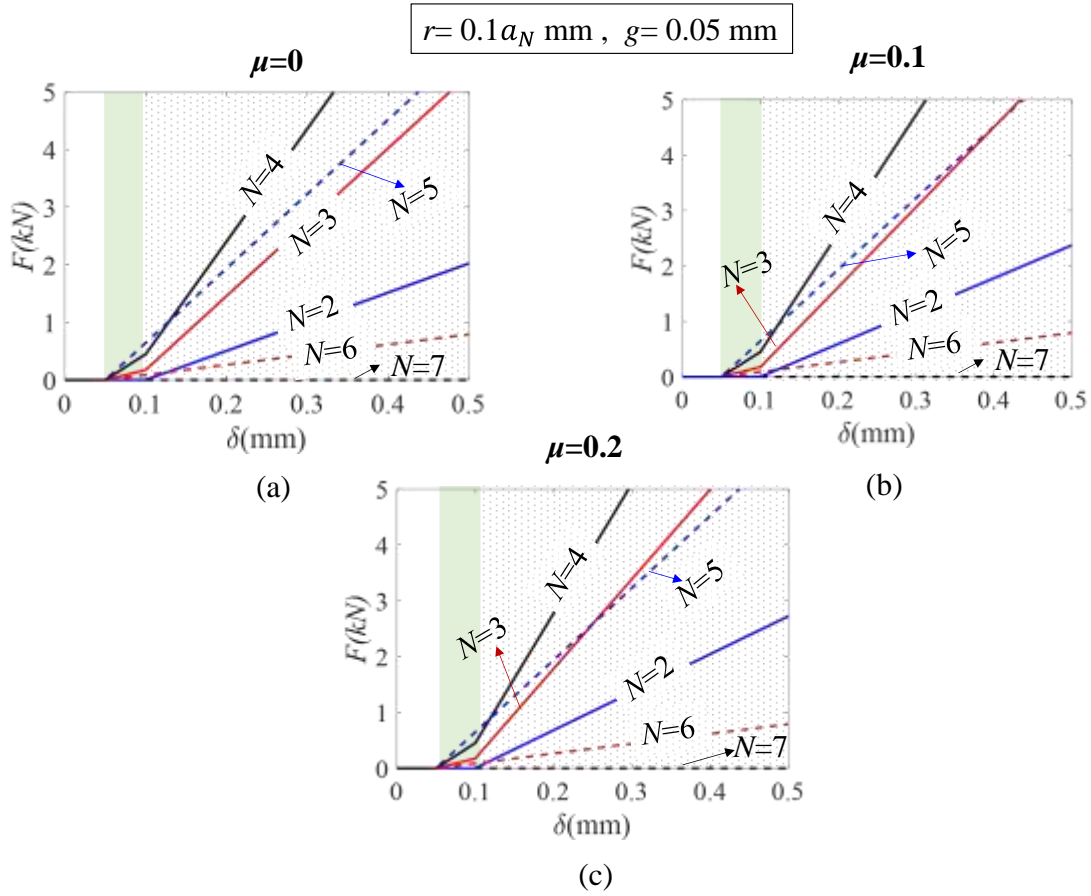 r= 0.1a_N mm , g= 0.05 mm
μ=0
5
4
3
2
1
0
F(kN)
N=4
N=5
N=3
N=2
N=6
N=7
0 0.1 0.2 0.3 0.4 0.5
δ(mm)
(a)
μ=0.1
5
4
3
2
1
0
F(kN)
N=4
N=3
N=5
N=2
N=6
N=7
0 0.1 0.2 0.3 0.4 0.5
δ(mm)
(b)
μ=0.2
5
4
3
2
1
0
F(kN)
N=4
N=5
N=3
N=2
N=6
N=7
0 0.1 0.2 0.3 0.4 0.5
δ(mm)
(c)